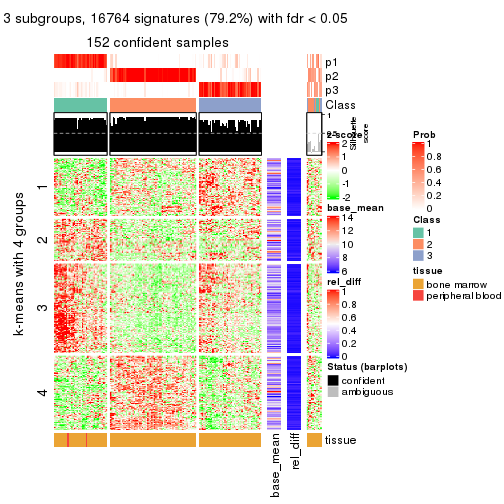 3 subgroups, 16764 signatures (79.2%) with fdr < 0.05
152 confident samples
p1
p2
p3
Class
1
0.5
Silhouette
score
k-means with 4 groups
1
2
3
4
tissue
base_mean
rel_diff
z-score
2
1
0
-1
-2
base_mean
14
12
10
8
6
rel_diff
1
0.8
0.6
0.4
0.2
0
Status (barplots)
confident
ambiguous
Prob
1
0.8
0.6
0.4
0.2
0
Class
1
2
3
tissue
bone marrow
peripheral blood